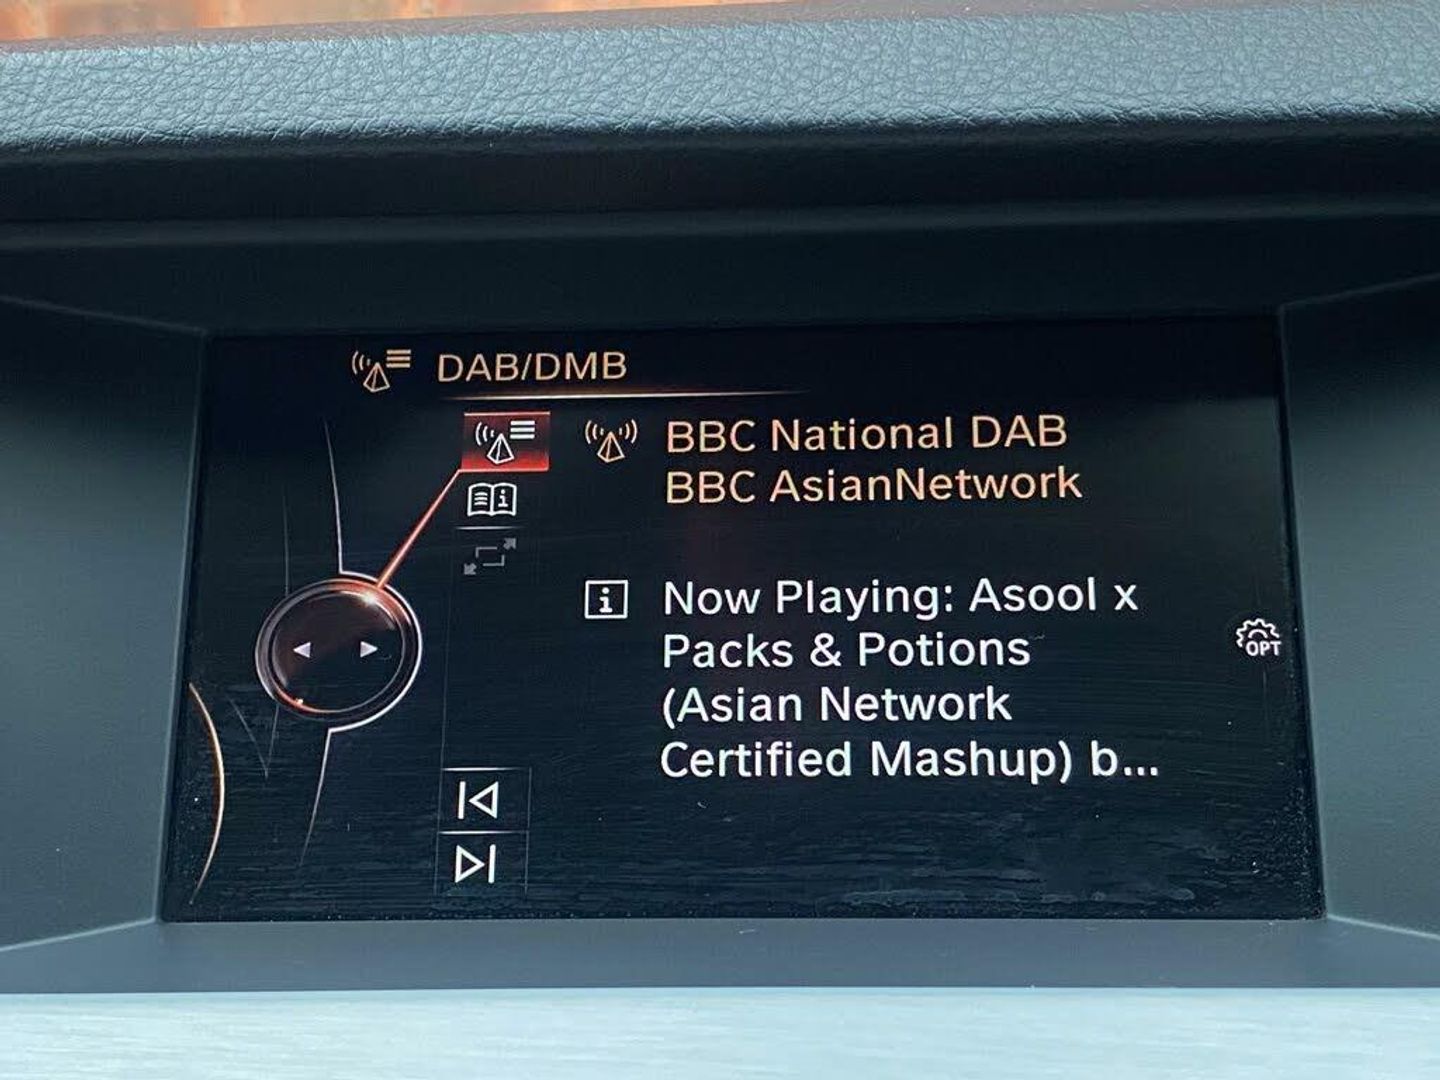 DAB/DMB
BBC National DAB
BBC AsianNetwork
Now Playing: Asool x
Packs & Potions
(Asian Network
Certified Mashup) b...
OPT